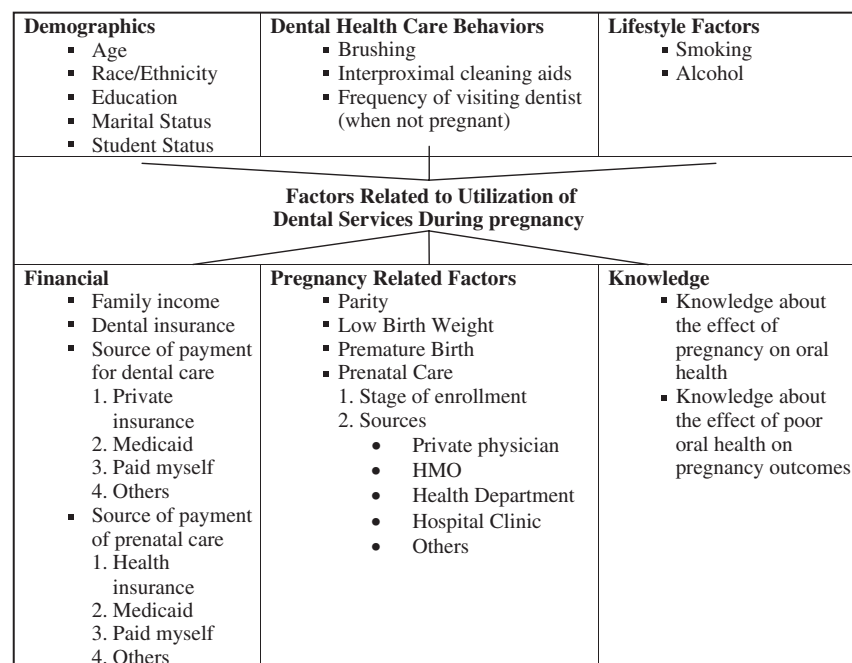 Demographics
▪ Age
▪ Race/Ethnicity
▪ Education
▪ Marital Status
▪ Student Status
Dental Health Care Behaviors
▪ Brushing
▪ Interproximal cleaning aids
▪ Frequency of visiting dentist
(when not pregnant)
Lifestyle Factors
▪ Smoking
▪ Alcohol
Factors Related to Utilization of
Dental Services During pregnancy
Financial
▪ Family income
▪ Dental insurance
▪ Source of payment
for dental care
1. Private
insurance
2. Medicaid
3. Paid myself
4. Others
▪ Source of payment
of prenatal care
1. Health
insurance
2. Medicaid
3. Paid myself
4. Others
Pregnancy Related Factors
▪ Parity
▪ Low Birth Weight
▪ Premature Birth
▪ Prenatal Care
1. Stage of enrollment
2. Sources
• Private physician
• HMO
• Health Department
• Hospital Clinic
• Others
Knowledge
▪ Knowledge about
the effect of
pregnancy on oral
health
▪ Knowledge about
the effect of poor
oral health on
pregnancy outcomes